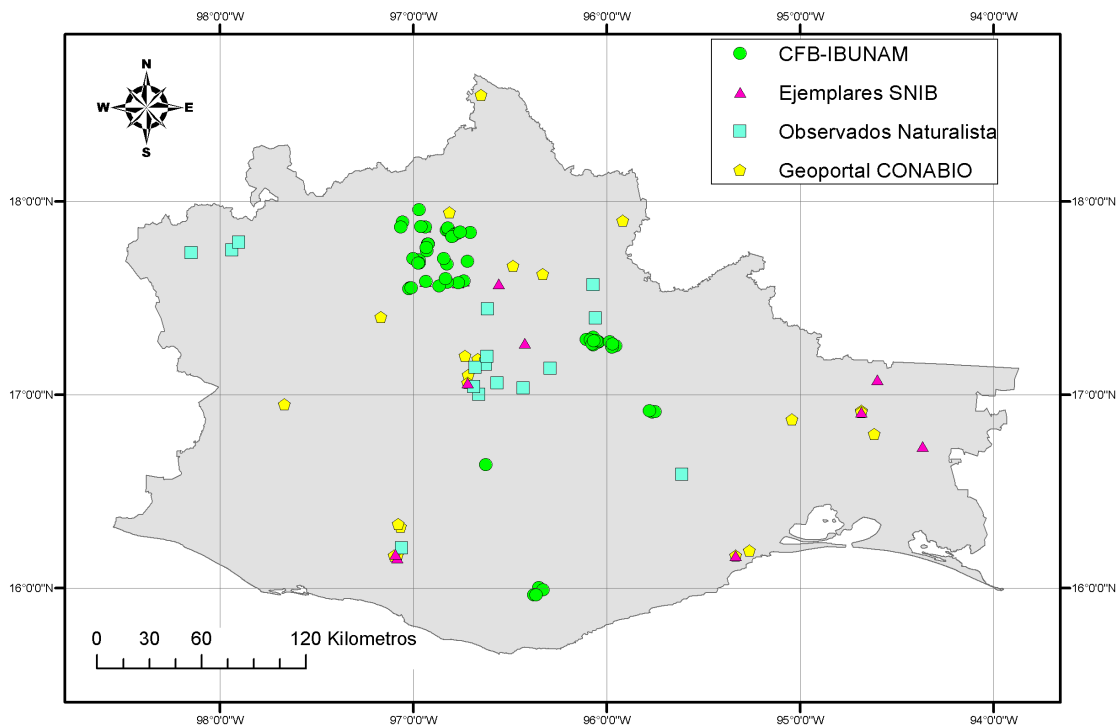 98°0'0"W 97°0'0"W 96°0'0"W 95°0'0"W 94°0'0"W
N
W E
S
CFB-IBUNAM
Ejemplares SNIB
Observados Naturalista
Geoportal CONABIO
18°0'0"N 18°0'0"N
17°0'0"N 17°0'0"N
16°0'0"N 16°0'0"N
0 30 60 120 Kilometros
98°0'0"W 97°0'0"W 96°0'0"W 95°0'0"W 94°0'0"W